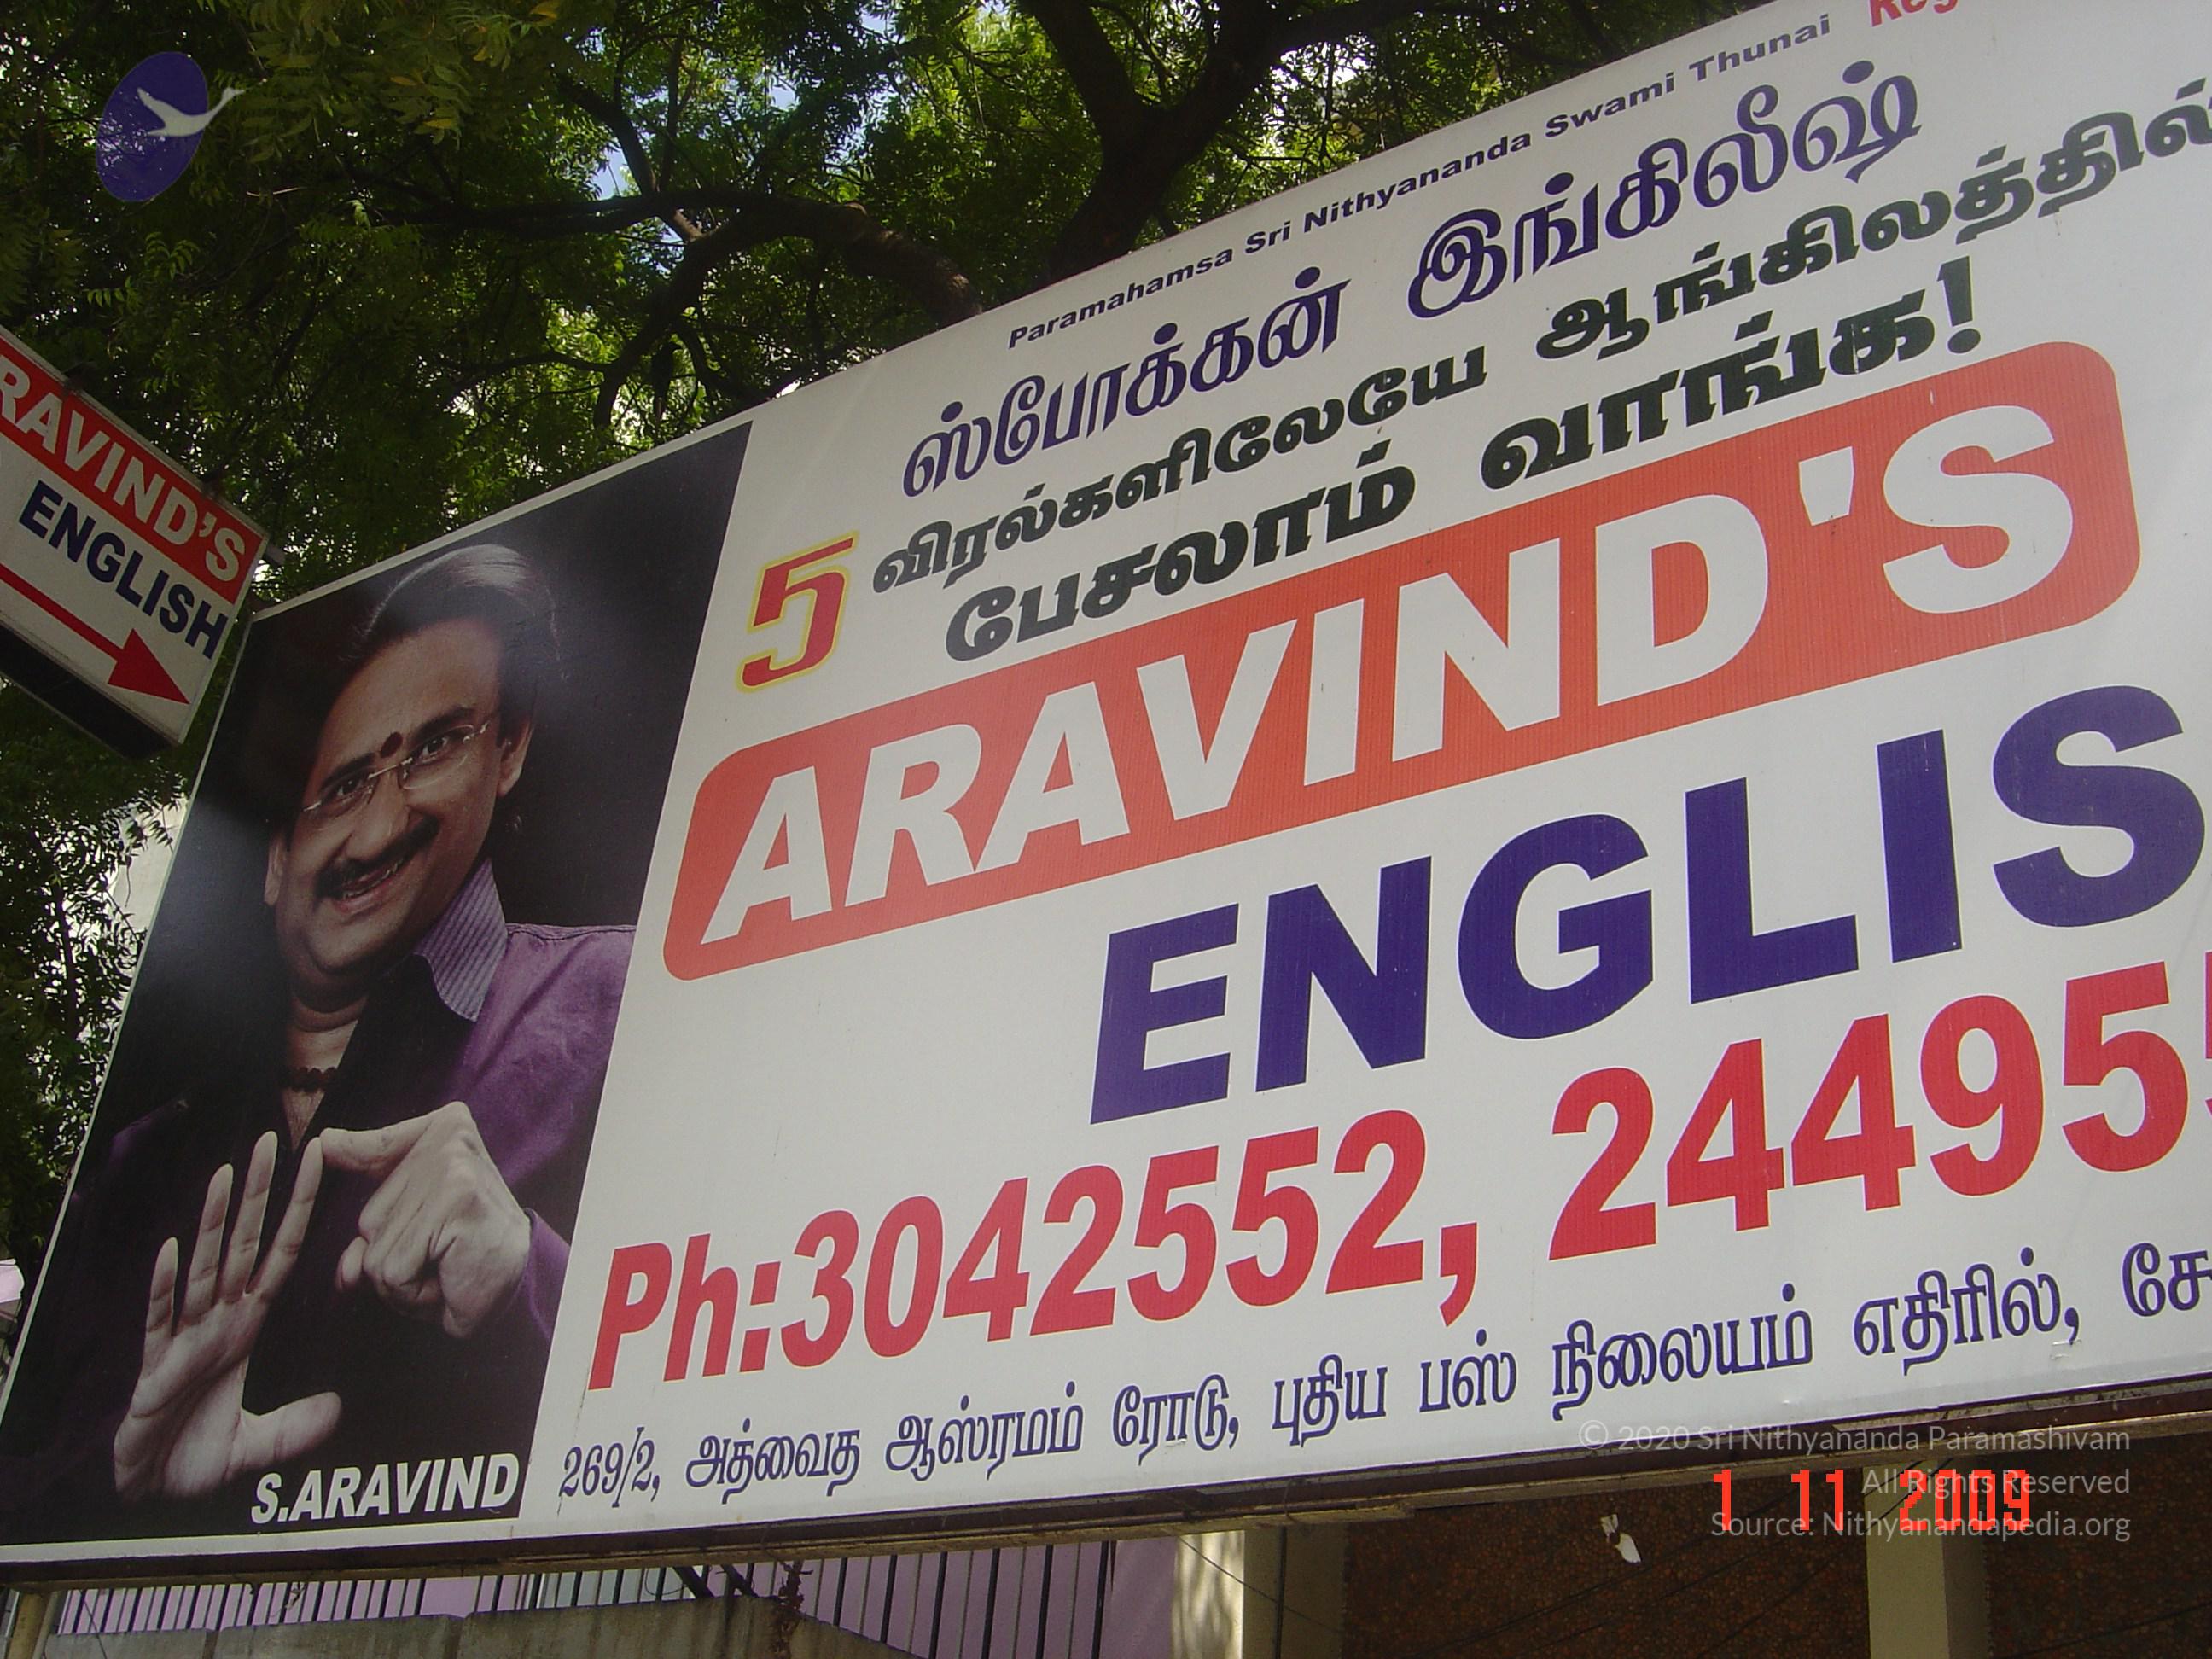 Paramahamsa Sri Nithyananda Swami Thunai
ஸ்போக்கன் இங்கிலீஷ்
5 விரல்களிலேயே ஆங்கிலத்தில்
பேசலாம் வாங்க!
ARAVIND'S
ENGLIS
Ph:3042552, 24495
269/2, அத்வைத ஆஸ்ரமம் ரோடு, புதிய பஸ் நிலையம் எதிரில், சே
S.ARAVIND
RAVIND'S
ENGLISH
© 2020 Sri Nithyananda Paramashivam
All Rights Reserved
Source: Nithyanandapedia.org
1 11 2009